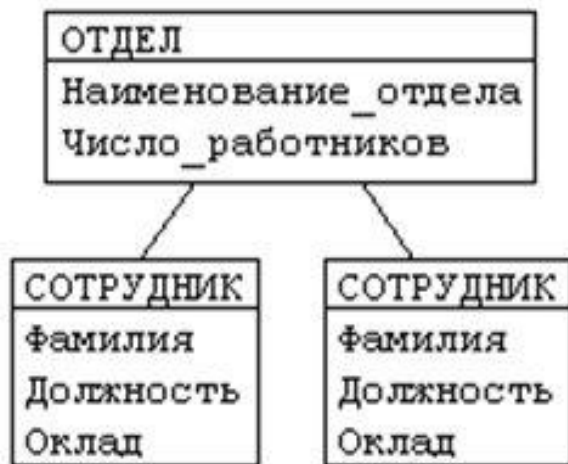 ОТДЕЛ
Наименование_отдела
Число_работников
СОТРУДНИК
Фамилия
Должность
Оклад
СОТРУДНИК
Фамилия
Должность
Оклад